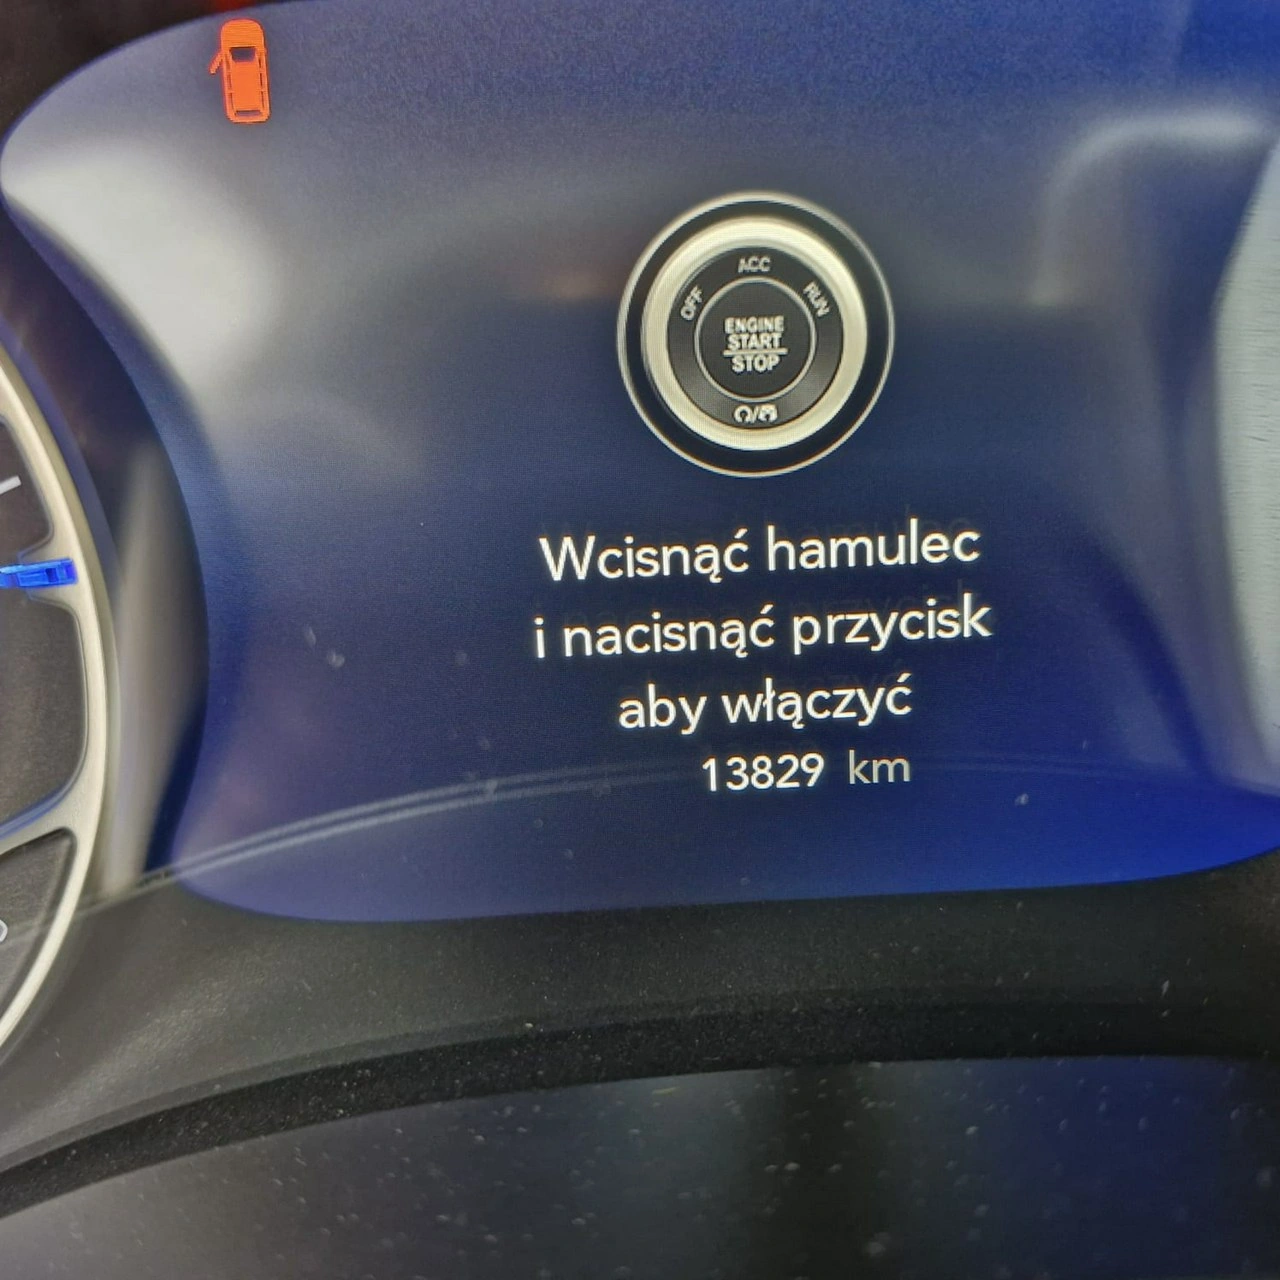 ACC
OFF
RUN
ENGINE
START
STOP
Wcisnąć hamulec
i nacisnąć przycisk
aby włączyć
13829 km